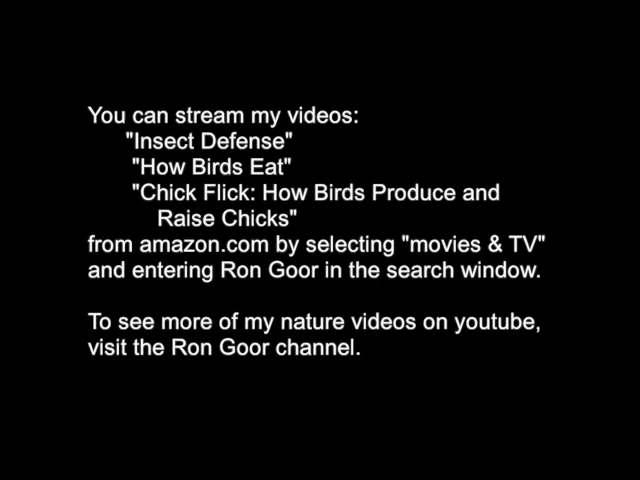 You can stream my videos:
"Insect Defense"
"How Birds Eat"
"Chick Flick: How Birds Produce and
Raise Chicks"
from amazon.com by selecting "movies & TV"
and entering Ron Goor in the search window.
To see more of my nature videos on youtube,
visit the Ron Goor channel.